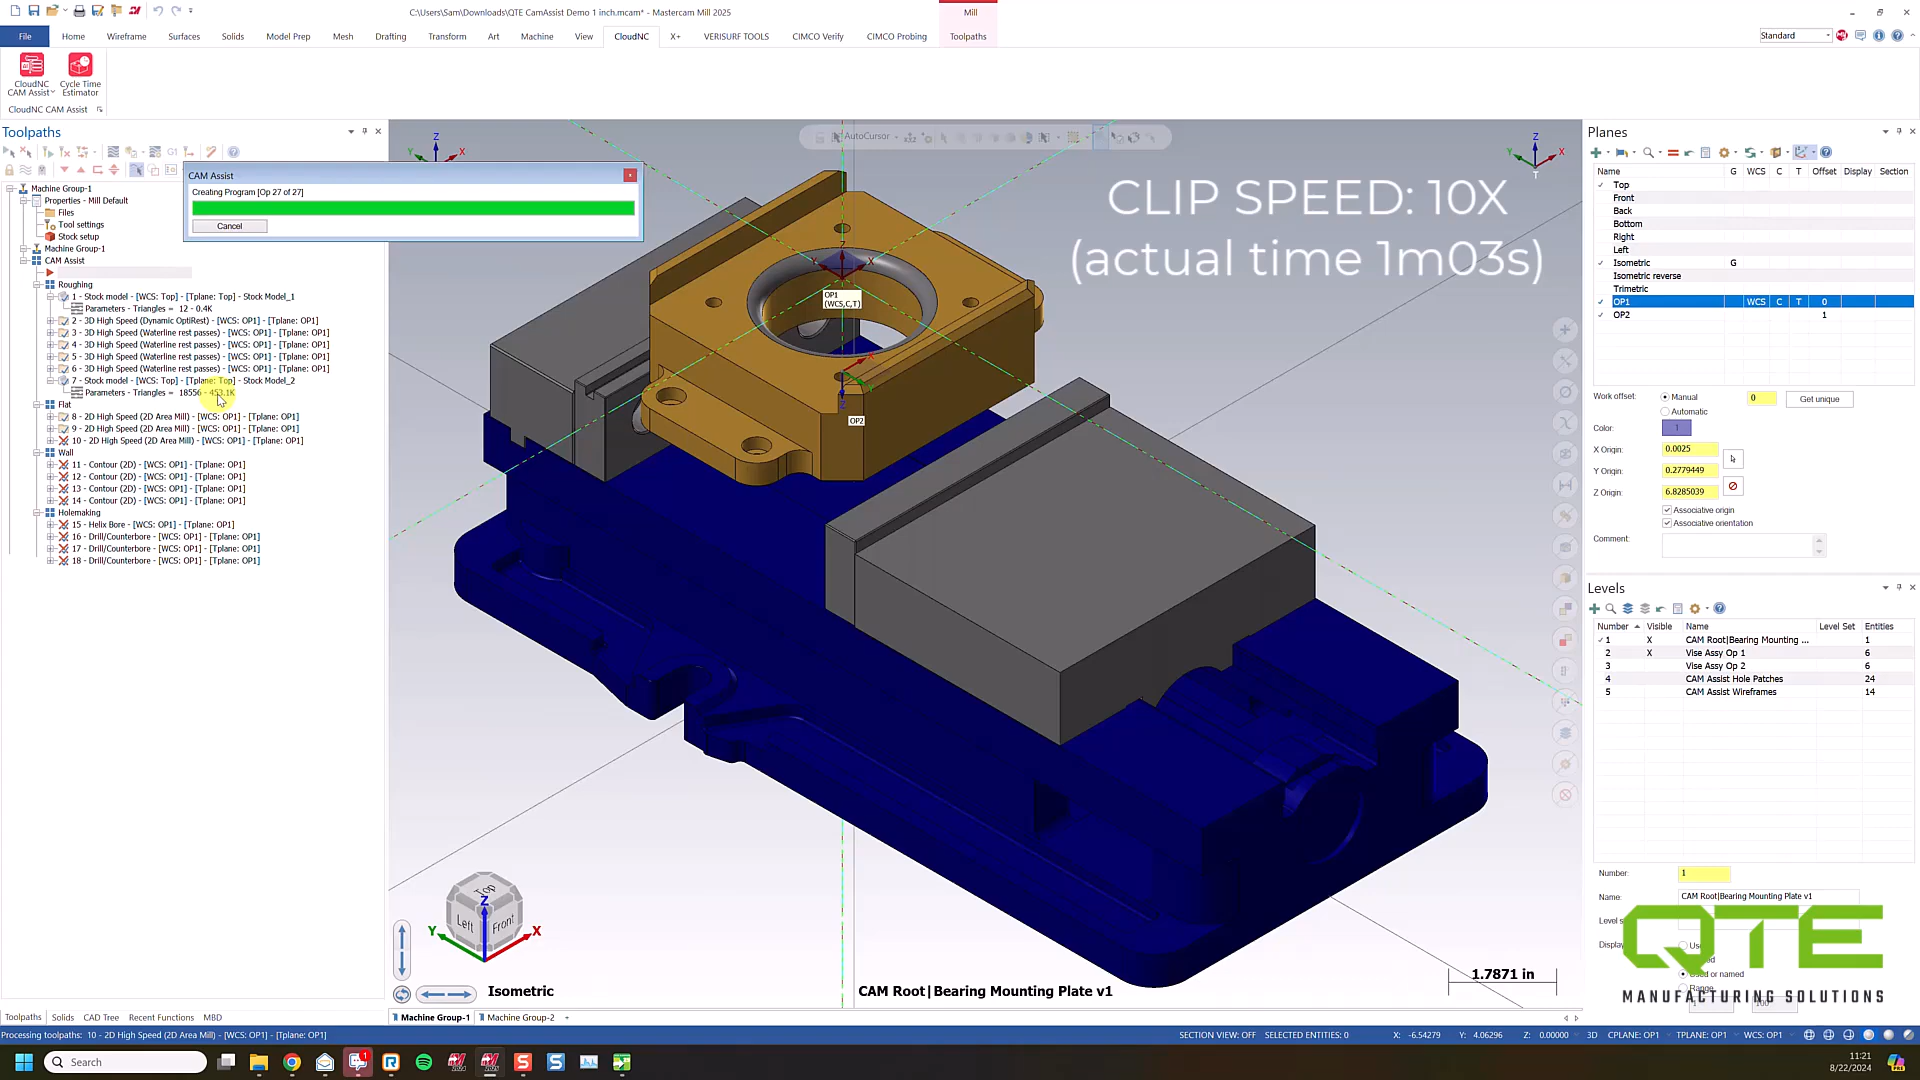 C:\Users\Sam\Downloads\QTE CamAssist Demo 1 inch.mcam* - Mastercam Mill 2025
Mill
File Home Wireframe Surfaces Solids Model Prep Mesh Drafting Transform Art Machine View CloudNC X+ VERISURF TOOLS CIMCO Verify CIMCO Probing Toolpaths
Standard
CloudNC CAM Assist
Cycle Time Estimator
CloudNC CAM Assist
Toolpaths
G1
Machine Group-1
Properties - Mill Default
Files
Tool settings
Stock setup
Machine Group-1
CAM Assist
Roughing
1 - Stock model - [WCS: Top] - [Tplane: Top] - Stock Model_1
Parameters - Triangles = 12 - 0.4K
2 - 3D High Speed (Dynamic OptiRest) - [WCS: OP1] - [Tplane: OP1]
3 - 3D High Speed (Waterline rest passes) - [WCS: OP1] - [Tplane: OP1]
4 - 3D High Speed (Waterline rest passes) - [WCS: OP1] - [Tplane: OP1]
5 - 3D High Speed (Waterline rest passes) - [WCS: OP1] - [Tplane: OP1]
6 - 3D High Speed (Waterline rest passes) - [WCS: OP1] - [Tplane: OP1]
7 - Stock model - [WCS: Top] - [Tplane: Top] - Stock Model_2
Parameters - Triangles = 18556 - 453.1K
Flat
8 - 2D High Speed (2D Area Mill) - [WCS: OP1] - [Tplane: OP1]
9 - 2D High Speed (2D Area Mill) - [WCS: OP1] - [Tplane: OP1]
10 - 2D High Speed (2D Area Mill) - [WCS: OP1] - [Tplane: OP1]
Wall
11 - Contour (2D) - [WCS: OP1] - [Tplane: OP1]
12 - Contour (2D) - [WCS: OP1] - [Tplane: OP1]
13 - Contour (2D) - [WCS: OP1] - [Tplane: OP1]
14 - Contour (2D) - [WCS: OP1] - [Tplane: OP1]
Holemaking
15 - Helix Bore - [WCS: OP1] - [Tplane: OP1]
16 - Drill/Counterbore - [WCS: OP1] - [Tplane: OP1]
17 - Drill/Counterbore - [WCS: OP1] - [Tplane: OP1]
18 - Drill/Counterbore - [WCS: OP1] - [Tplane: OP1]
CAM Assist
Creating Program [Op 27 of 27]
Cancel
AutoCursor
CLIP SPEED: 10X
(actual time 1m03s)
Z
Y
X
Z
Y
X
T
Z
X
X
OP1
(WCS,C,T)
X
Y
Z
OP2
Top
Left
Front
Z
Y
X
Isometric
CAM Root|Bearing Mounting Plate v1
1.7871 in
Planes
Name G WCS C T Offset Display Section
Top
Front
Back
Bottom
Right
Left
Isometric G
Isometric reverse
Trimetric
OP1 WCS C T 0
OP2 1
Work offset: Manual 0 Get unique
Automatic
Color: 1
X Origin: 0.0025
Y Origin: 0.2779449
Z Origin: 6.8285039
Associative origin
Associative orientation
Comment:
Levels
Number Visible Name Level Set Entities
1 X CAM Root|Bearing Mounting ... 1
2 X Vise Assy Op 1 6
3 Vise Assy Op 2 6
4 CAM Assist Hole Patches 24
5 CAM Assist Wireframes 14
Number: 1
Name: CAM Root|Bearing Mounting Plate v1
QTE
MANUFACTURING SOLUTIONS
Toolpaths Solids CAD Tree Recent Functions MBD
Machine Group-1 Machine Group-2 +
Processing toolpaths: 10 - 2D High Speed (2D Area Mill) - [WCS: OP1] - [Tplane: OP1]
SECTION VIEW: OFF SELECTED ENTITIES: 0 X: -6.54279 Y: 4.06296 Z: 0.00000 3D CPLANE: OP1 TPLANE: OP1 WCS: OP1
Search
11:21
8/22/2024